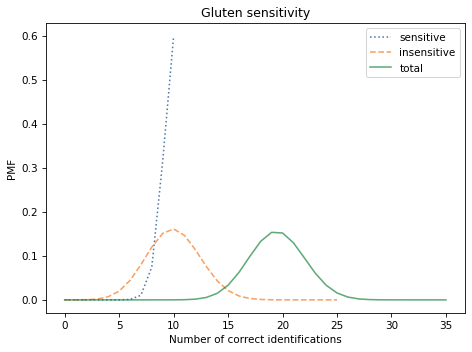 Gluten sensitivity
sensitive
insensitive
total
PMF
0.6
0.5
0.4
0.3
0.2
0.1
0.0
0 5 10 15 20 25 30 35
Number of correct identifications